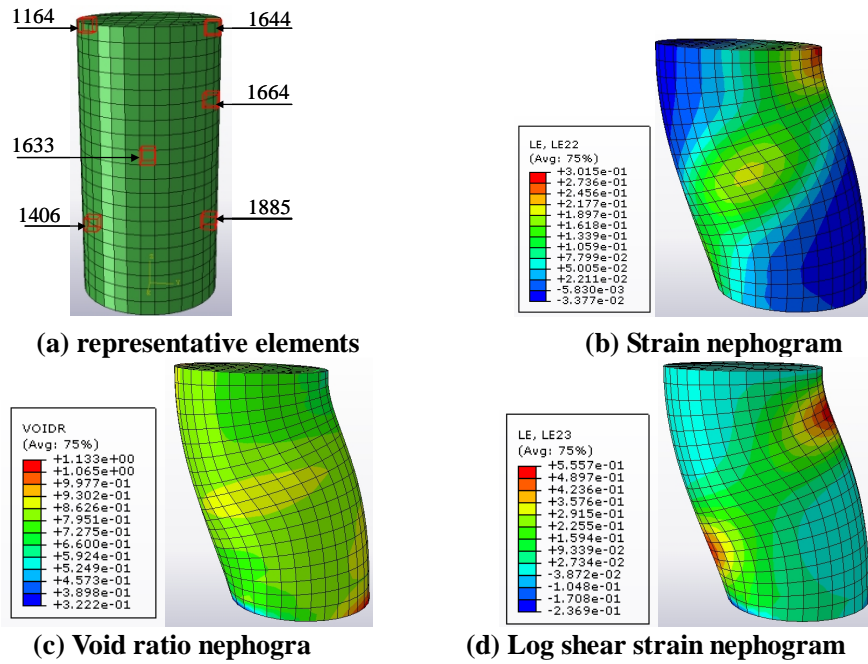 1164
1644
1664
1633
1406
1885
(a) representative elements
LE, LE22
(Avg: 75%)
+3.015e-01
+2.736e-01
+2.456e-01
+2.177e-01
+1.897e-01
+1.618e-01
+1.339e-01
+1.059e-01
+7.799e-02
+5.005e-02
+2.211e-02
-5.830e-03
-3.377e-02
(b) Strain nephogram
VOIDR
(Avg: 75%)
+1.133e+00
+1.065e+00
+9.977e-01
+9.302e-01
+8.626e-01
+7.951e-01
+7.275e-01
+6.600e-01
+5.924e-01
+5.249e-01
+4.573e-01
+3.898e-01
+3.222e-01
(c) Void ratio nephogra
LE, LE23
(Avg: 75%)
+5.557e-01
+4.897e-01
+4.236e-01
+3.576e-01
+2.915e-01
+2.255e-01
+1.594e-01
+9.339e-02
+2.734e-02
-3.872e-02
-1.048e-01
-1.708e-01
-2.369e-01
(d) Log shear strain nephogram